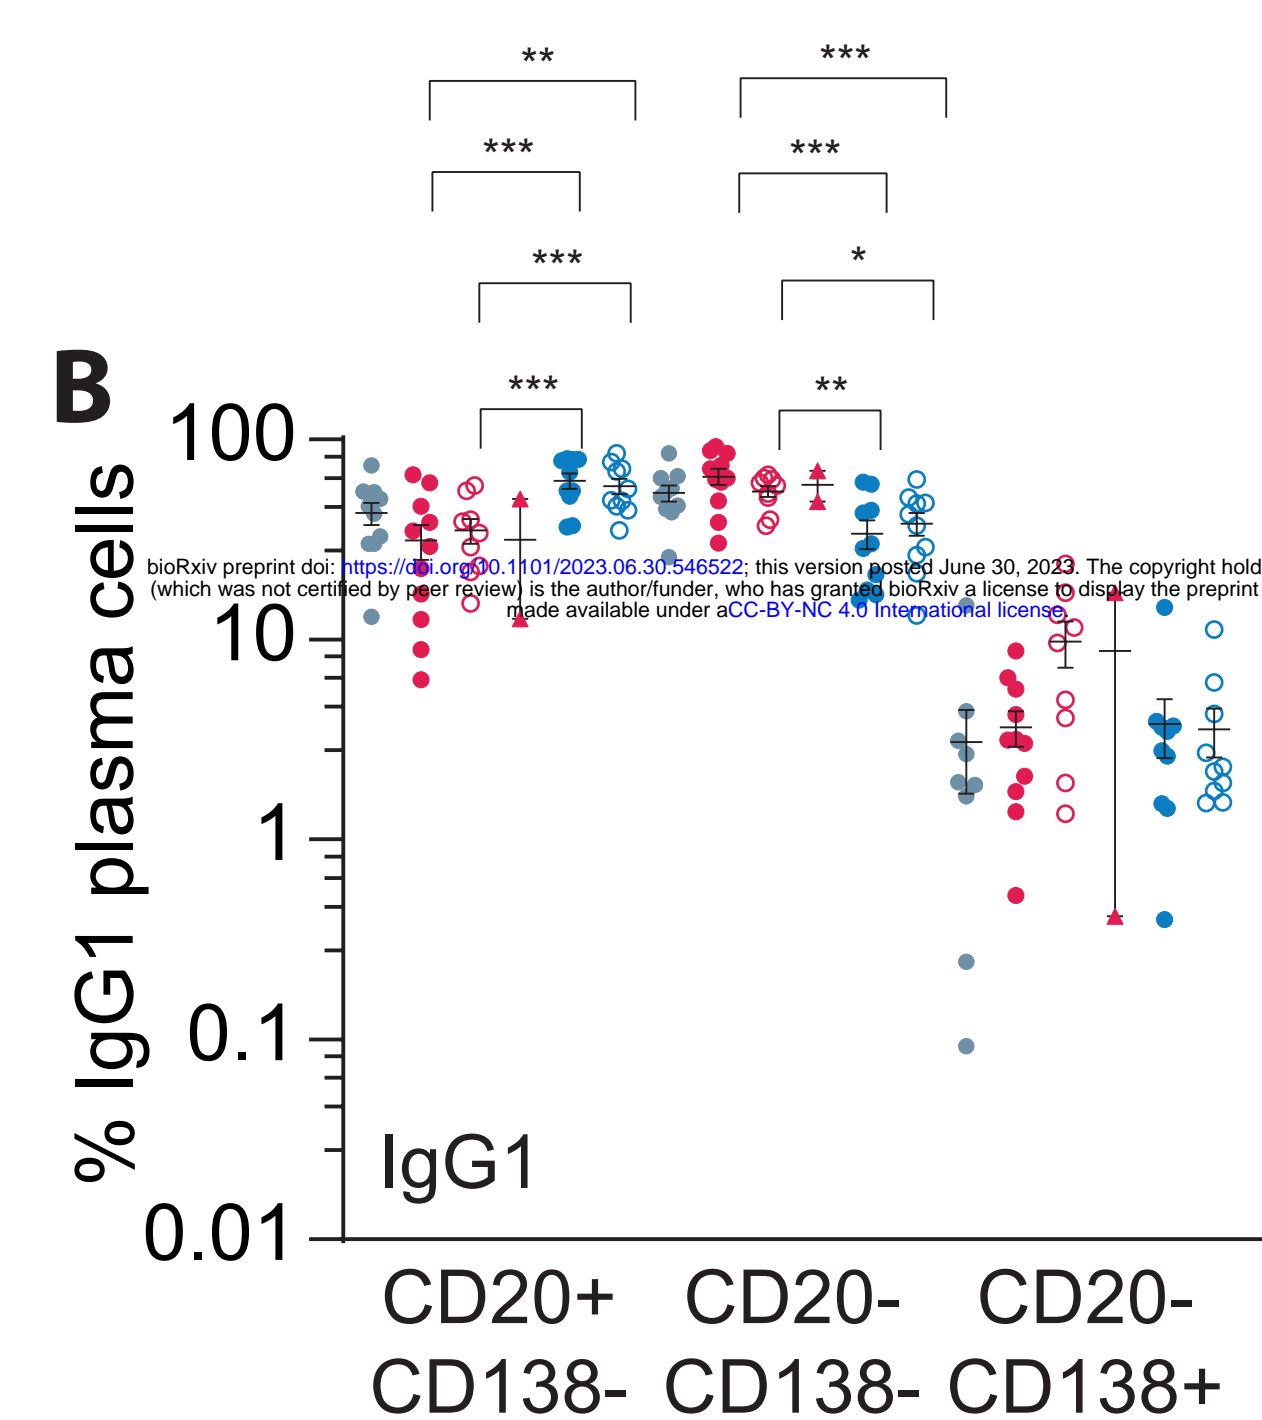 ** ***
*** ***
*** *
*** **
B
100
10
1
0.1
0.01
% IgG1 plasma cells
bioRxiv preprint doi: https://doi.org/10.1101/2023.06.30.546522; this version posted June 30, 2023. The copyright hold
(which was not certified by peer review) is the author/funder, who has granted bioRxiv a license to display the preprint
made available under aCC-BY-NC 4.0 International license.
IgG1
CD20+ CD20- CD20-
CD138- CD138- CD138+